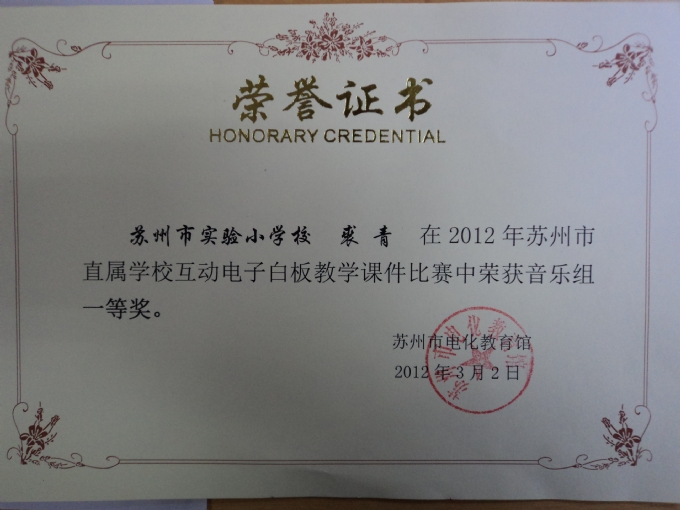 荣誉证书
HONORARY CREDENTIAL
苏州市实验小学校 裘青 在2012年苏州市
直属学校互动电子白板教学课件比赛中荣获音乐组
一等奖。
苏州市电化教育馆
2012年3月2日